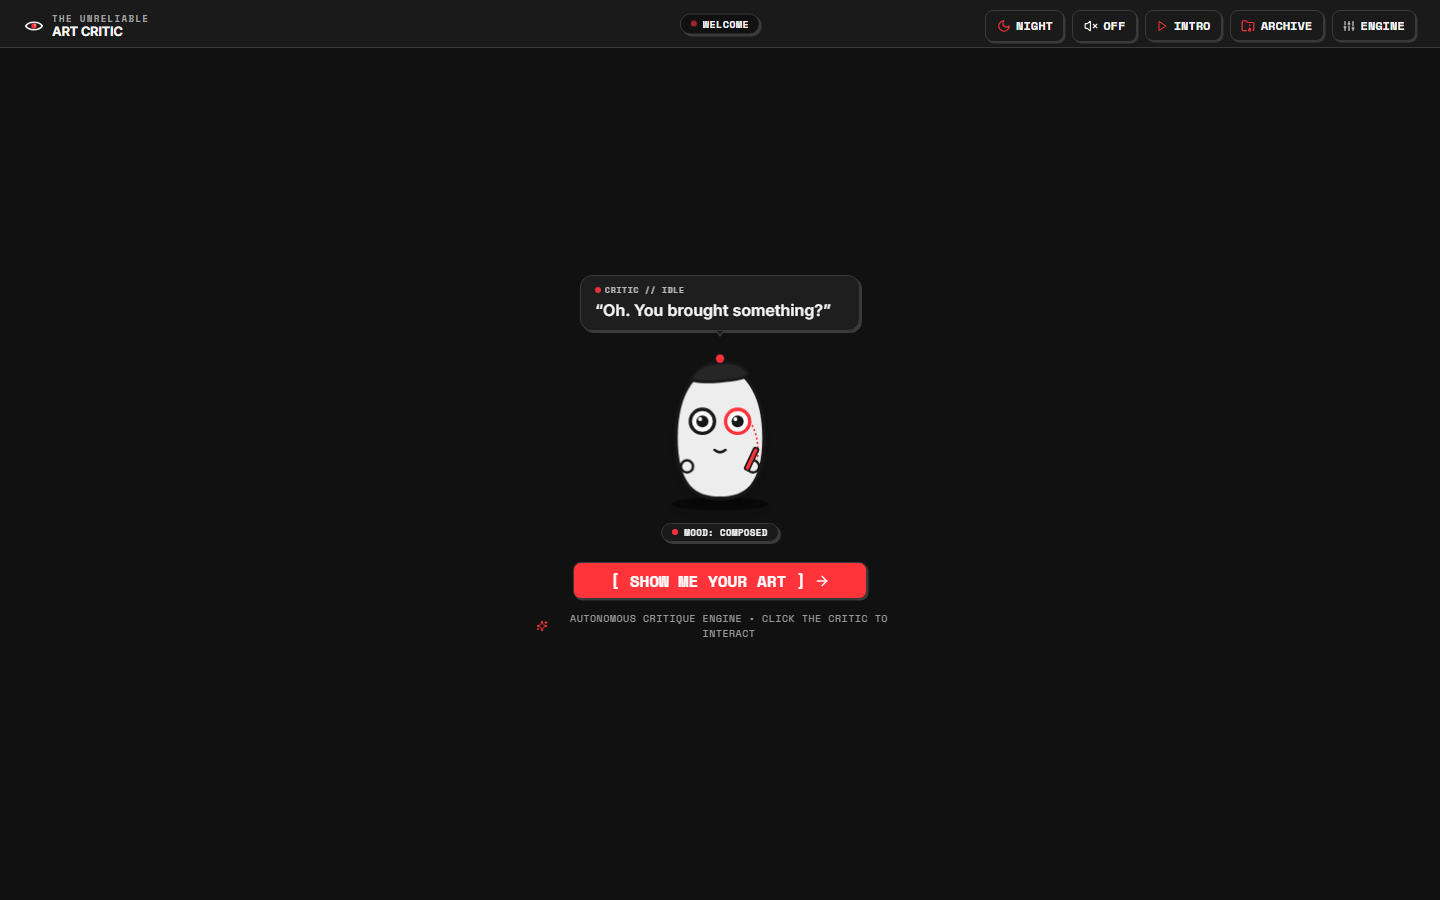 THE UNRELIABLE
ART CRITIC
WELCOME
NIGHT
OFF
INTRO
ARCHIVE
ENGINE
CRITIC // IDLE
“Oh. You brought something?”
MOOD: COMPOSED
[ SHOW ME YOUR ART ] →
AUTONOMOUS CRITIQUE ENGINE • CLICK THE CRITIC TO
INTERACT